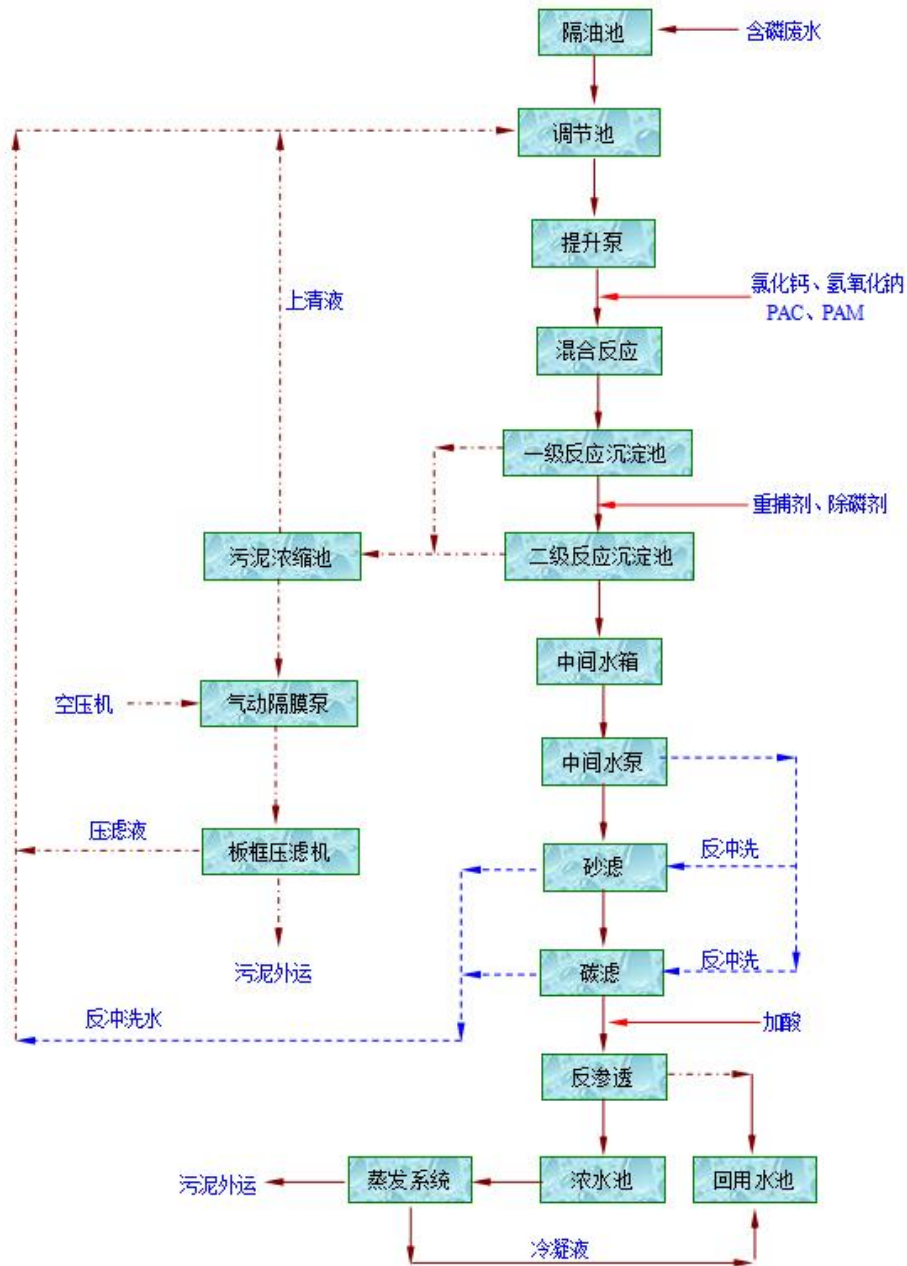 隔油池
含磷废水
调节池
提升泵
上清液
氯化钙、氢氧化钠
PAC、PAM
混合反应
一级反应沉淀池
重捕剂、除磷剂
污泥浓缩池
二级反应沉淀池
中间水箱
空压机
气动隔膜泵
中间水泵
压滤液
板框压滤机
砂滤
反冲洗
污泥外运
碳滤
反冲洗
反冲洗水
加酸
反渗透
污泥外运
蒸发系统
浓水池
回用水池
冷凝液